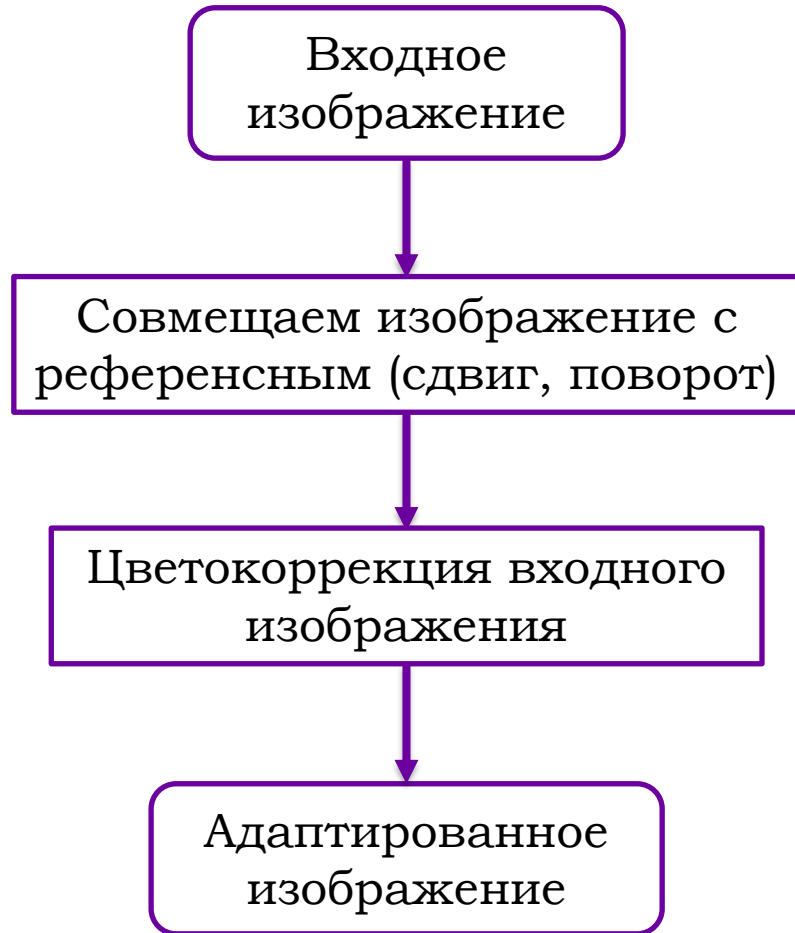 Входное
изображение
Совмещаем изображение с
референсным (сдвиг, поворот)
Цветокоррекция входного
изображения
Адаптированное
изображение